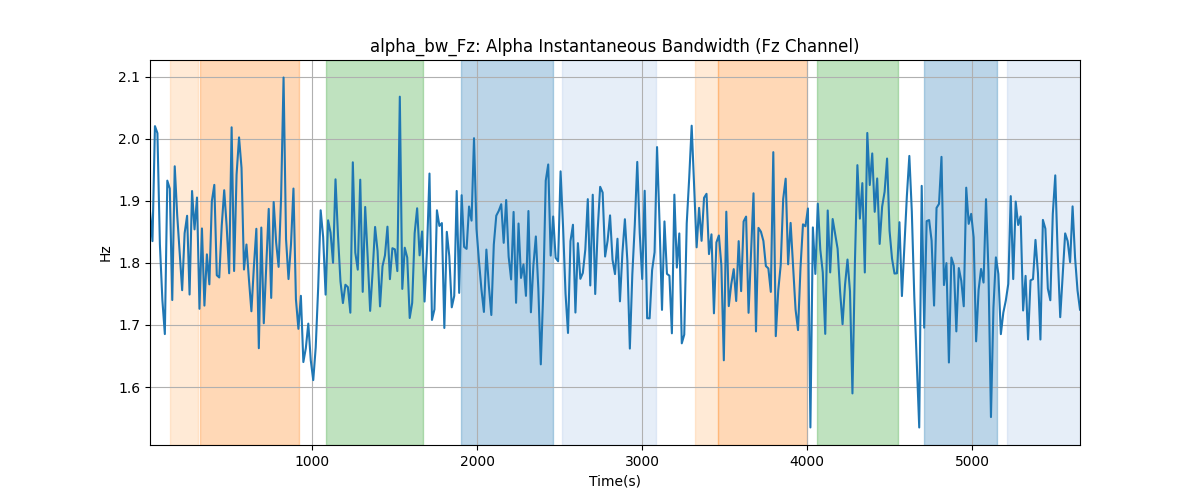 alpha_bw_Fz: Alpha Instantaneous Bandwidth (Fz Channel)
Hz
2.1
2.0
1.9
1.8
1.7
1.6
1000 2000 3000 4000 5000
Time(s)